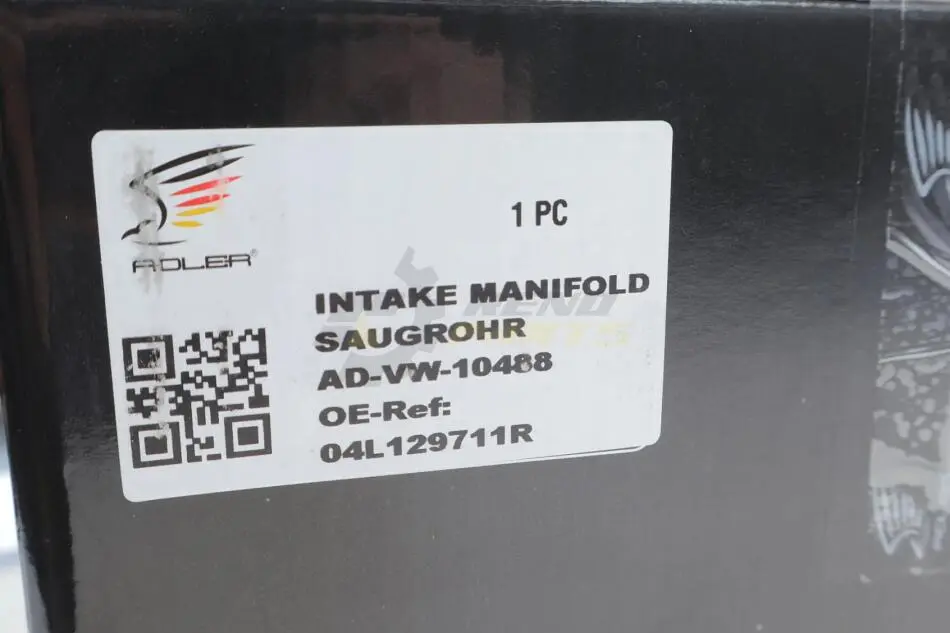 ADLER®
1 PC
INTAKE MANIFOLD
SAUGROHR
AD-VW-10488
OE-Ref:
04L129711R